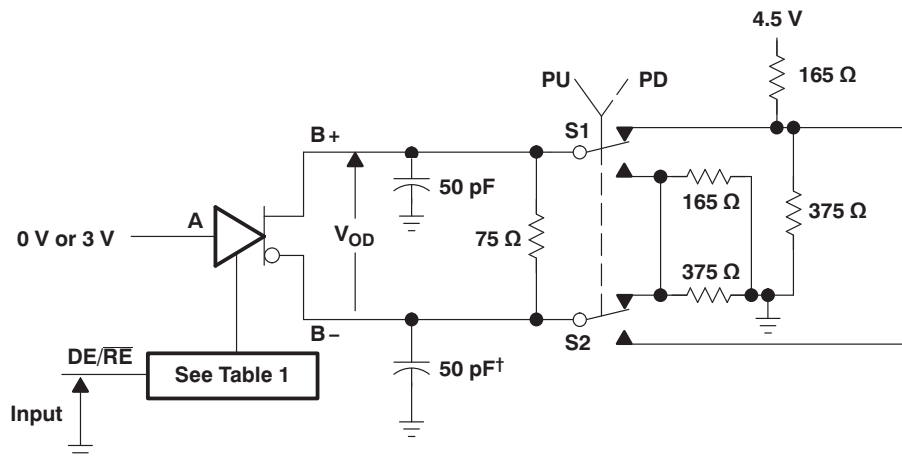 4.5 V
165 Ω
PU
PD
S1
B+
50 pF
165 Ω
375 Ω
A
0 V or 3 V
VOD
75 Ω
375 Ω
B−
S2
DE/RE
See Table 1
50 pF†
Input